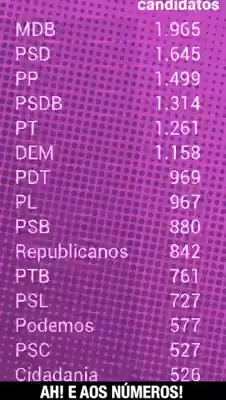 candidatos
MDB 1.965
PSD 1.645
PP 1.499
PSDB 1.314
PT 1.261
DEM 1.158
PDT 969
PL 967
PSB 880
Republicanos 842
PTB 761
PSL 727
Podemos 577
PSC 527
Cidadania 526
AH! E AOS NÚMEROS!